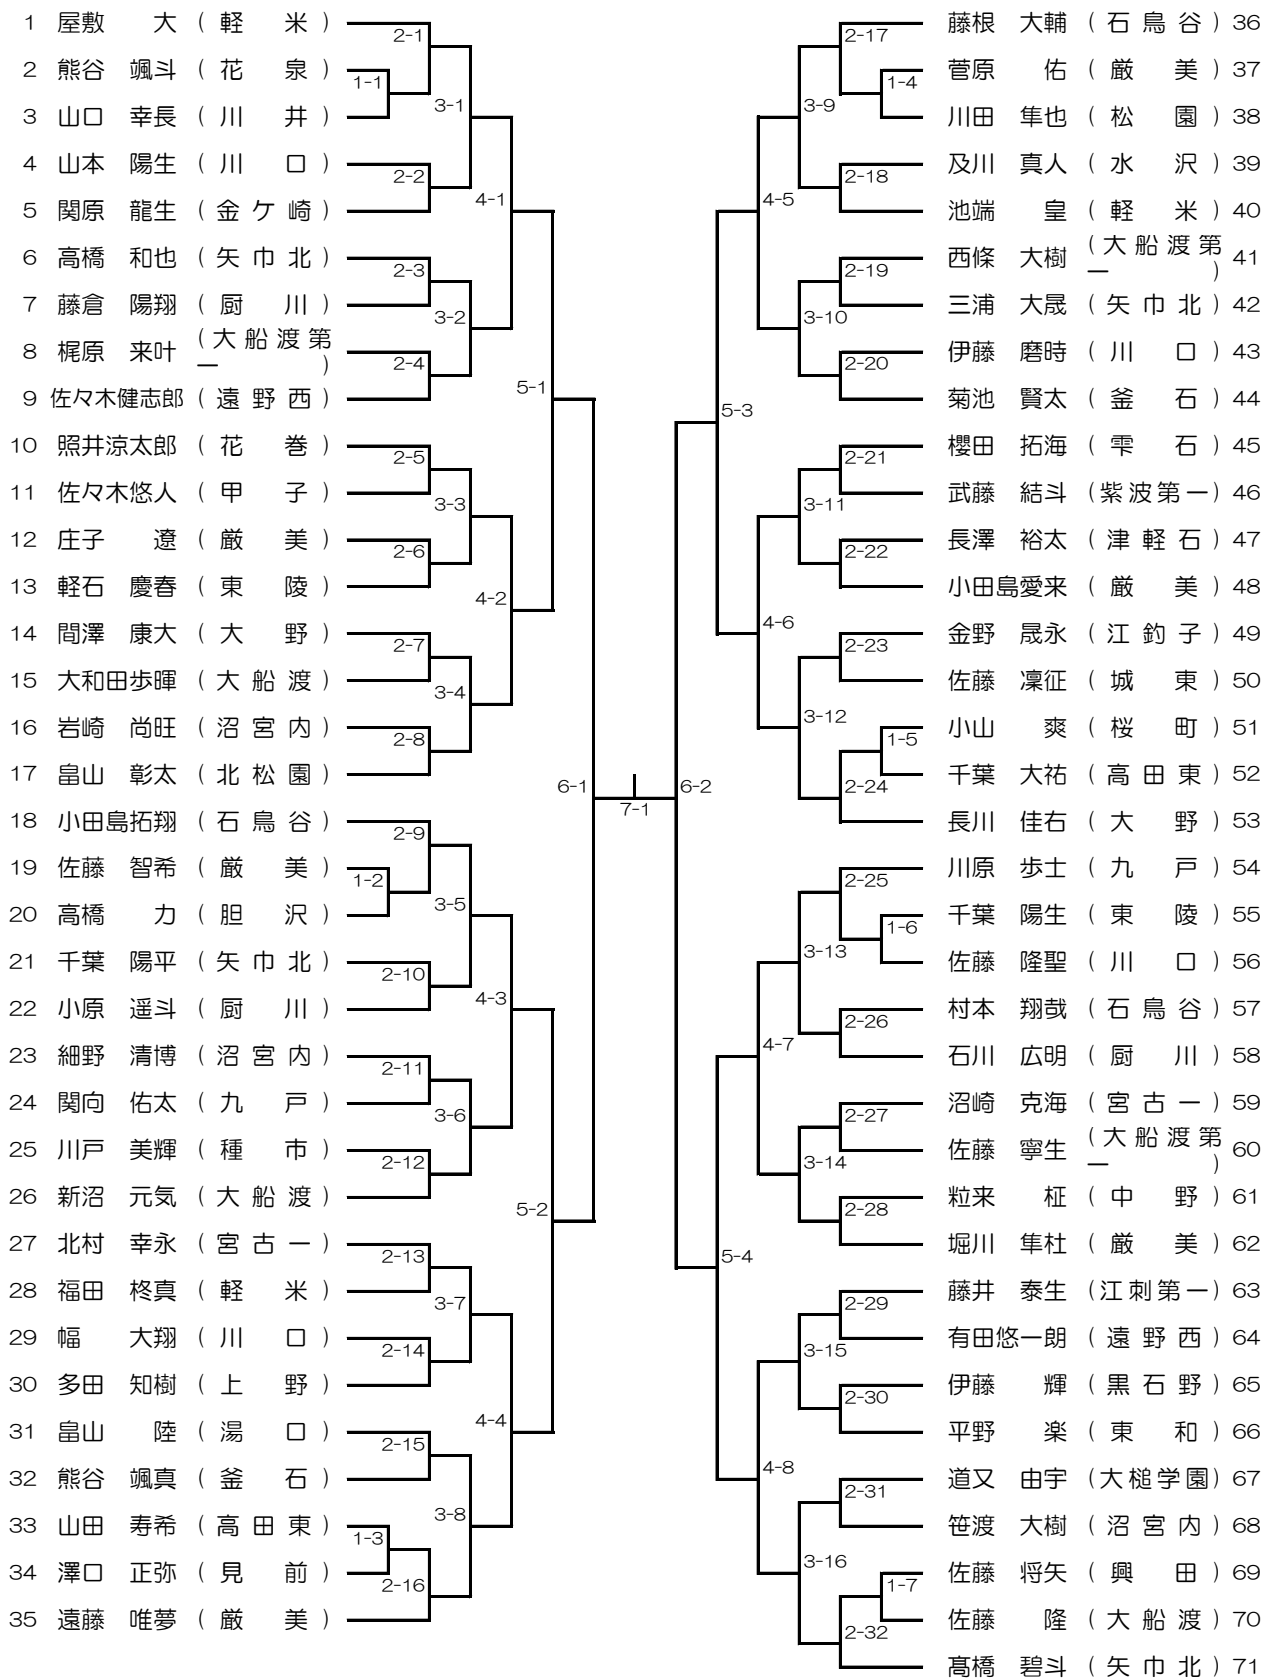 1 屋敷　大 （ 軽　米 ）
2 熊谷　颯斗 （ 花　泉 ）
3 山口　幸長 （ 川　井 ）
4 山本　陽生 （ 川　口 ）
5 関原　龍生 （ 金 ケ 崎 ）
6 高橋　和也 （ 矢 巾 北 ）
7 藤倉　陽翔 （ 厨　川 ）
8 梶原　来叶 （ 大 船 渡 第 一 ）
9 佐々木健志郎 （ 遠 野 西 ）
10 照井涼太郎 （ 花　巻 ）
11 佐々木悠人 （ 甲　子 ）
12 庄子　遼 （ 厳　美 ）
13 軽石　慶春 （ 東　陵 ）
14 間澤　康大 （ 大　野 ）
15 大和田歩暉 （ 大 船 渡 ）
16 岩崎　尚旺 （ 沼 宮 内 ）
17 畠山　彰太 （ 北 松 園 ）
18 小田島拓翔 （ 石 鳥 谷 ）
19 佐藤　智希 （ 厳　美 ）
20 高橋　力 （ 胆　沢 ）
21 千葉　陽平 （ 矢 巾 北 ）
22 小原　遥斗 （ 厨　川 ）
23 細野　清博 （ 沼 宮 内 ）
24 関向　佑太 （ 九　戸 ）
25 川戸　美輝 （ 種　市 ）
26 新沼　元気 （ 大 船 渡 ）
27 北村　幸永 （ 宮 古 一 ）
28 福田　柊真 （ 軽　米 ）
29 幅　大翔 （ 川　口 ）
30 多田　知樹 （ 上　野 ）
31 畠山　陸 （ 湯　口 ）
32 熊谷　颯真 （ 釜　石 ）
33 山田　寿希 （ 高 田 東 ）
34 澤口　正弥 （ 見　前 ）
35 遠藤　唯夢 （ 厳　美 ）
1-1
1-2
1-3
2-1
2-2
2-3
2-4
2-5
2-6
2-7
2-8
2-9
2-10
2-11
2-12
2-13
2-14
2-15
2-16
3-1
3-2
3-3
3-4
3-5
3-6
3-7
3-8
4-1
4-2
4-3
4-4
5-1
5-2
6-1
7-1
6-2
5-3
5-4
4-5
4-6
4-7
4-8
3-9
3-10
3-11
3-12
3-13
3-14
3-15
3-16
2-17
2-18
2-19
2-20
2-21
2-22
2-23
2-24
2-25
2-26
2-27
2-28
2-29
2-30
2-31
2-32
1-4
1-5
1-6
1-7
藤根　大輔 （ 石 鳥 谷 ） 36
菅原　佑 （ 厳　美 ） 37
川田　隼也 （ 松　園 ） 38
及川　真人 （ 水　沢 ） 39
池端　皇 （ 軽　米 ） 40
西條　大樹 （ 大 船 渡 第 一 ） 41
三浦　大晟 （ 矢 巾 北 ） 42
伊藤　磨時 （ 川　口 ） 43
菊池　賢太 （ 釜　石 ） 44
櫻田　拓海 （ 雫　石 ） 45
武藤　結斗 （紫波第一） 46
長澤　裕太 （ 津 軽 石 ） 47
小田島愛来 （ 厳　美 ） 48
金野　晟永 （ 江 釣 子 ） 49
佐藤　凜征 （ 城　東 ） 50
小山　爽 （ 桜　町 ） 51
千葉　大祐 （ 高 田 東 ） 52
長川　佳右 （ 大　野 ） 53
川原　歩士 （ 九　戸 ） 54
千葉　陽生 （ 東　陵 ） 55
佐藤　隆聖 （ 川　口 ） 56
村本　翔哉 （ 石 鳥 谷 ） 57
石川　広明 （ 厨　川 ） 58
沼崎　克海 （ 宮 古 一 ） 59
佐藤　寧生 （ 大 船 渡 第 一 ） 60
粒来　柾 （ 中　野 ） 61
堀川　隼杜 （ 厳　美 ） 62
藤井　泰生 （江刺第一） 63
有田悠一朗 （ 遠 野 西 ） 64
伊藤　輝 （ 黒 石 野 ） 65
平野　楽 （ 東　和 ） 66
道又　由宇 （大槌学園） 67
笹渡　大樹 （ 沼 宮 内 ） 68
佐藤　将矢 （ 興　田 ） 69
佐藤　隆 （ 大 船 渡 ） 70
髙橋　碧斗 （ 矢 巾 北 ） 71